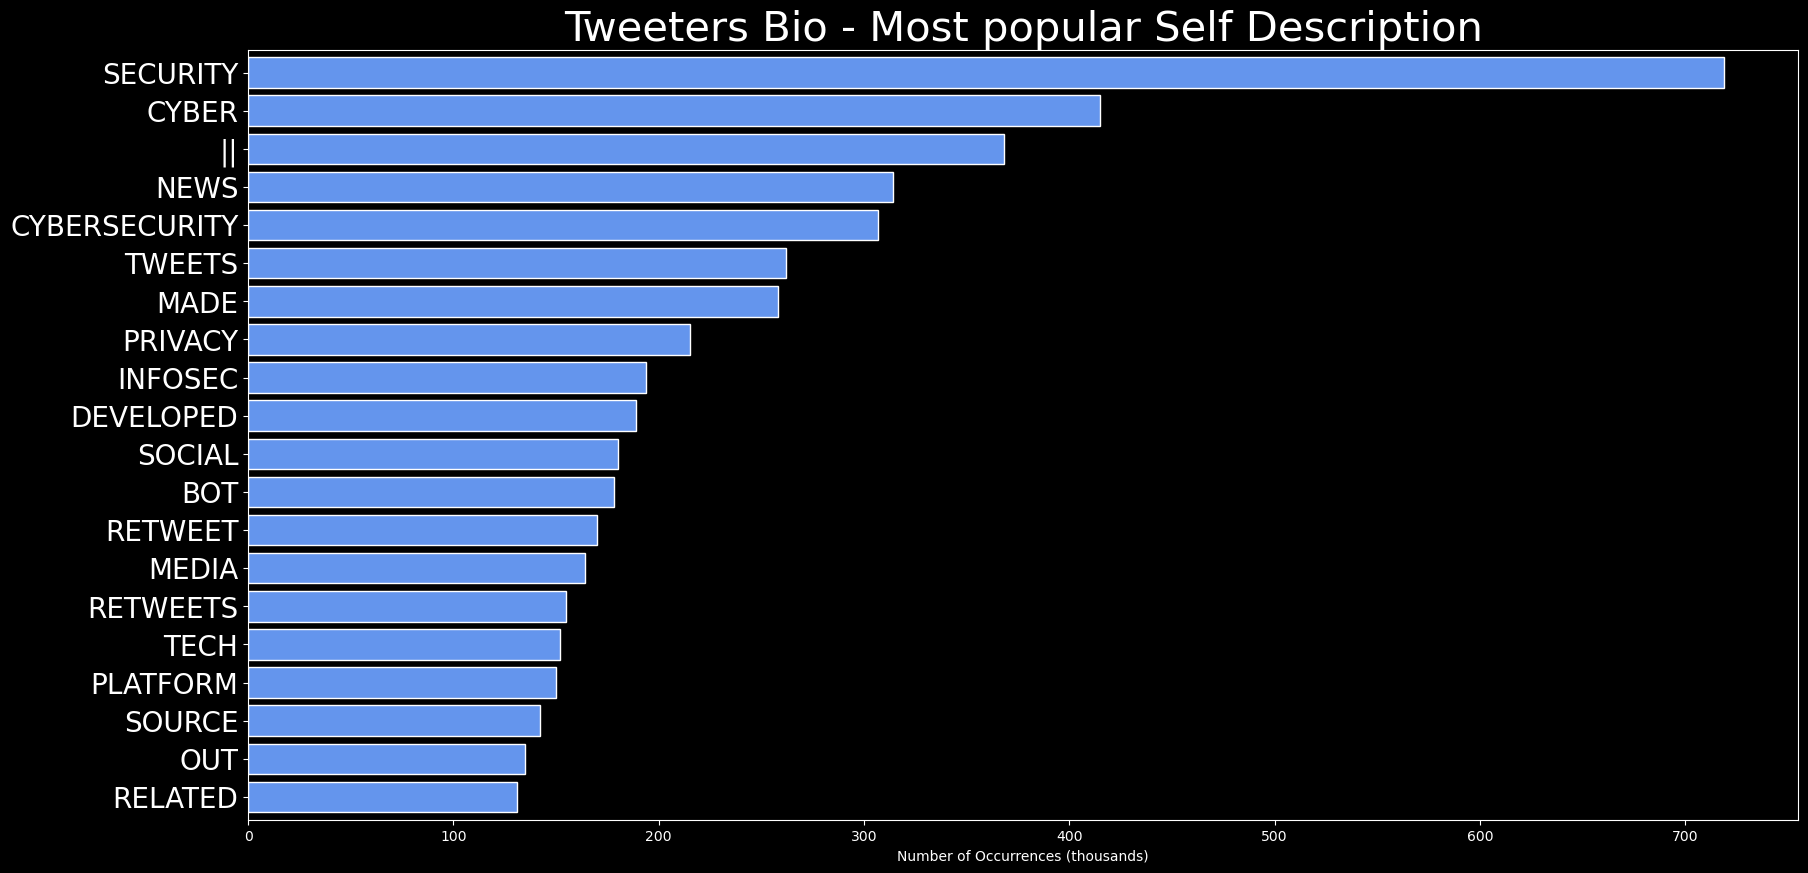 Tweeters Bio - Most popular Self Description
SECURITY
CYBER
||
NEWS
CYBERSECURITY
TWEETS
MADE
PRIVACY
INFOSEC
DEVELOPED
SOCIAL
BOT
RETWEET
MEDIA
RETWEETS
TECH
PLATFORM
SOURCE
OUT
RELATED
0 100 200 300 400 500 600 700
Number of Occurrences (thousands)